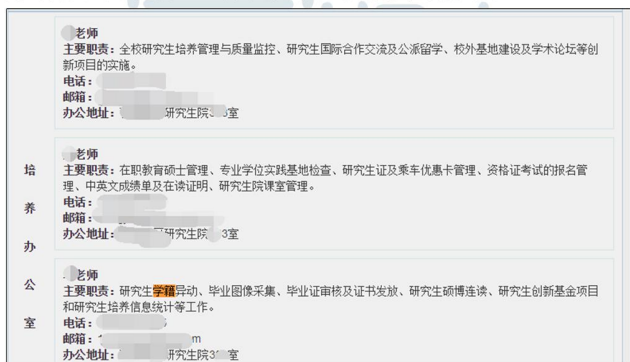 老师
主要职责：全校研究生培养管理与质量监控、研究生国际合作交流及公派留学、校外基地建设及学术论坛等创
新项目的实施。
电话：
邮箱：
办公地址： 研究生院3 室
老师
主要职责：在职教育硕士管理、专业学位实践基地检查、研究生证及乘车优惠卡管理、资格证考试的报名管
理、中英文成绩单及在读证明、研究生院课室管理。
电话：
邮箱：
办公地址： 研究生院 3室
老师
主要职责：研究生学籍异动、毕业图像采集、毕业证审核及证书发放、研究生硕博连读、研究生创新基金项目
和研究生培养信息统计等工作。
电话：
邮箱： m
办公地址： 研究生院3 室
培
养
办
公
室